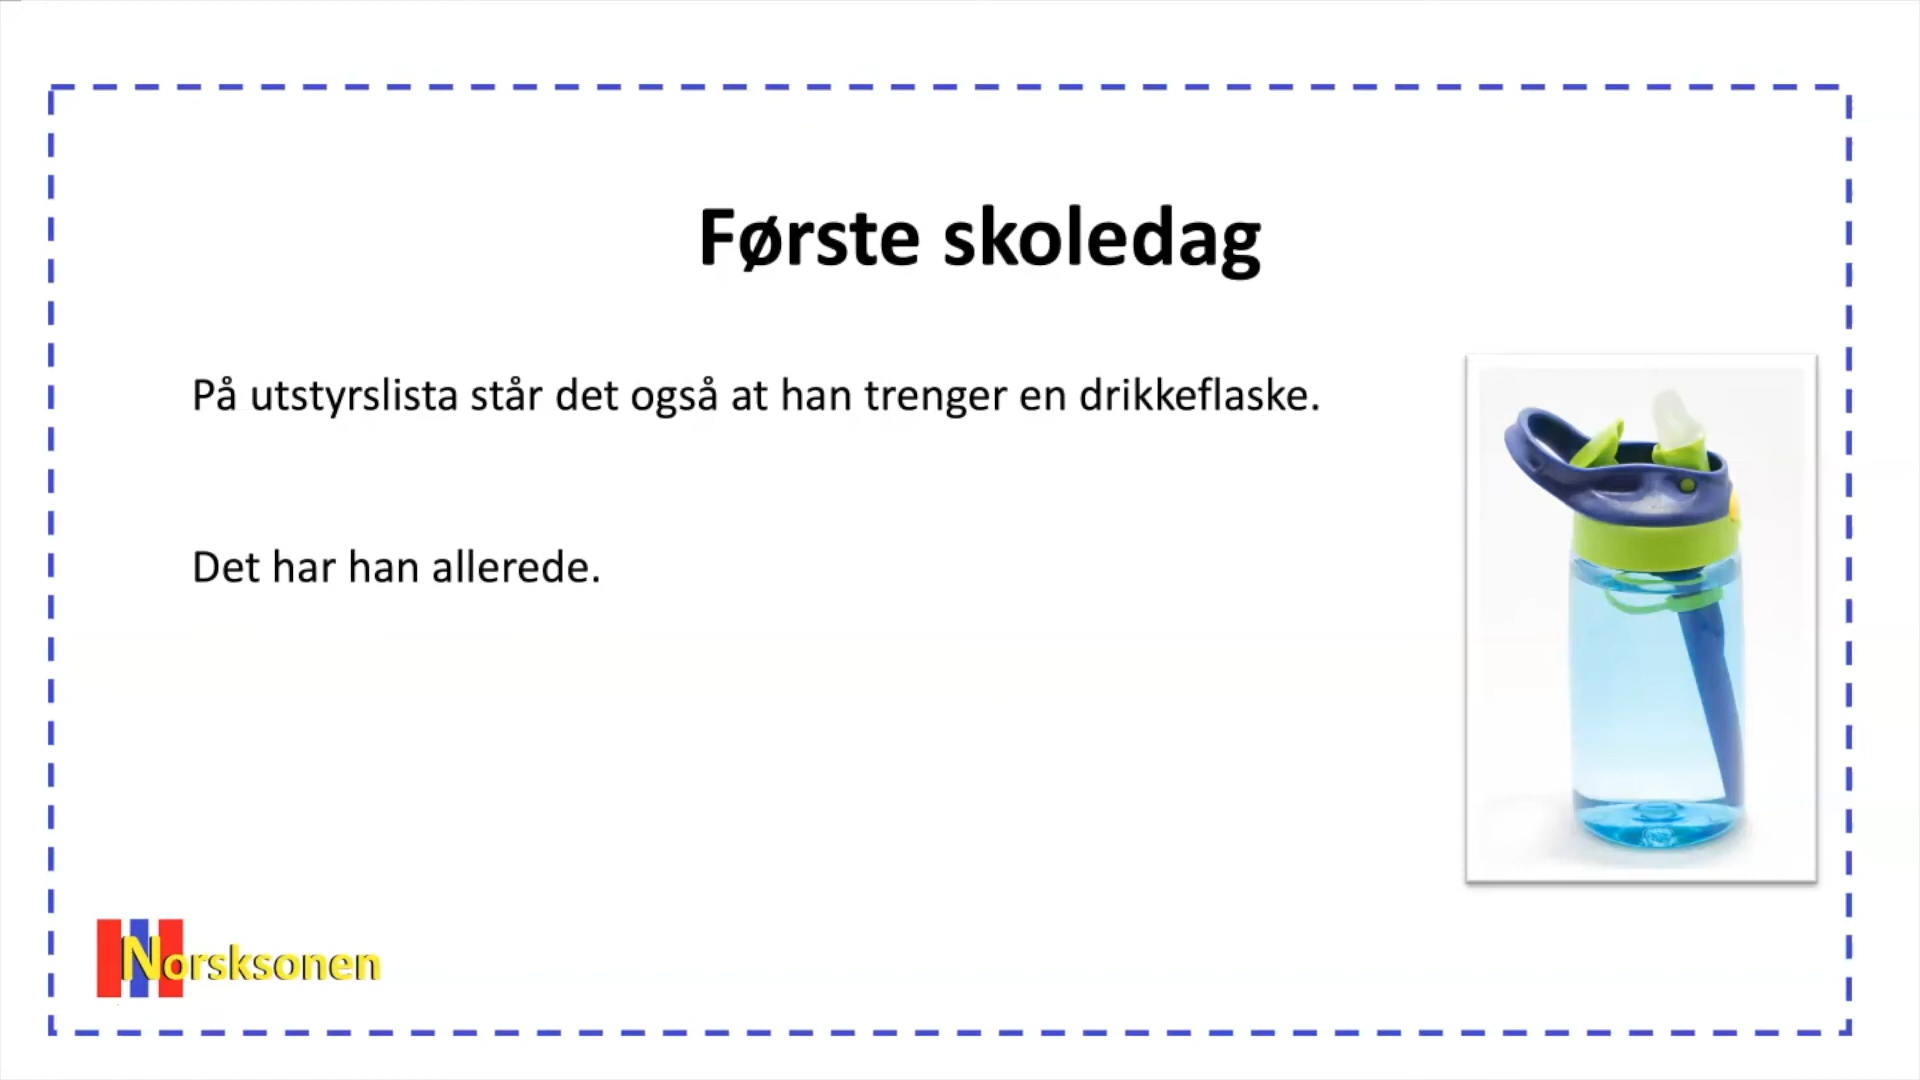 Første skoledag
På utstyrslista står det også at han trenger en drikkeflaske.
Det har han allerede.
Norsksonen